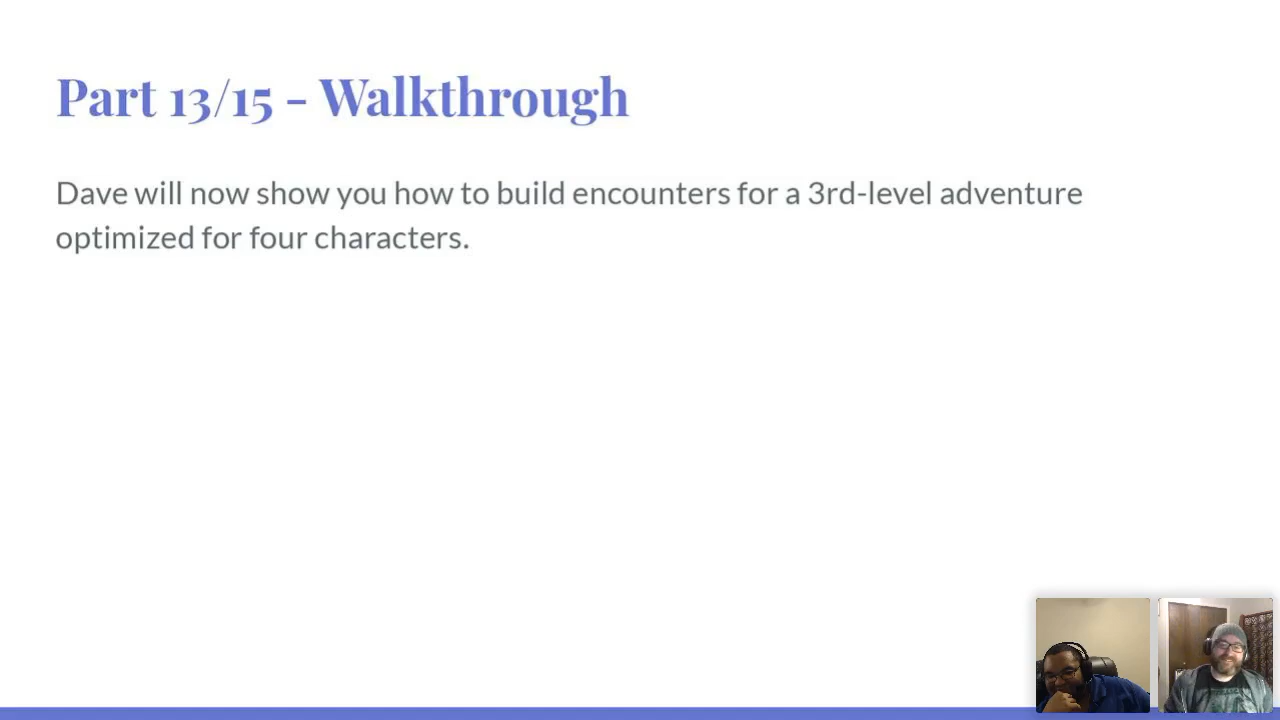 Part 13/15 - Walkthrough
Dave will now show you how to build encounters for a 3rd-level adventure
optimized for four characters.